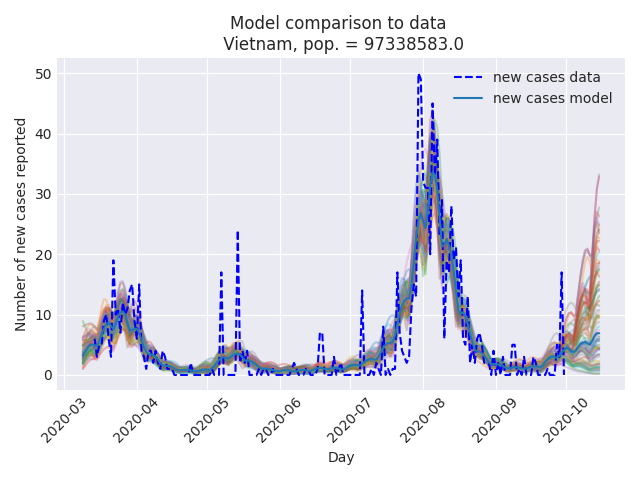 Model comparison to data
Vietnam, pop. = 97338583.0
new cases data
new cases model
Number of new cases reported
50
40
30
20
10
0
2020-03
2020-04
2020-05
2020-06
2020-07
2020-08
2020-09
2020-10
Day